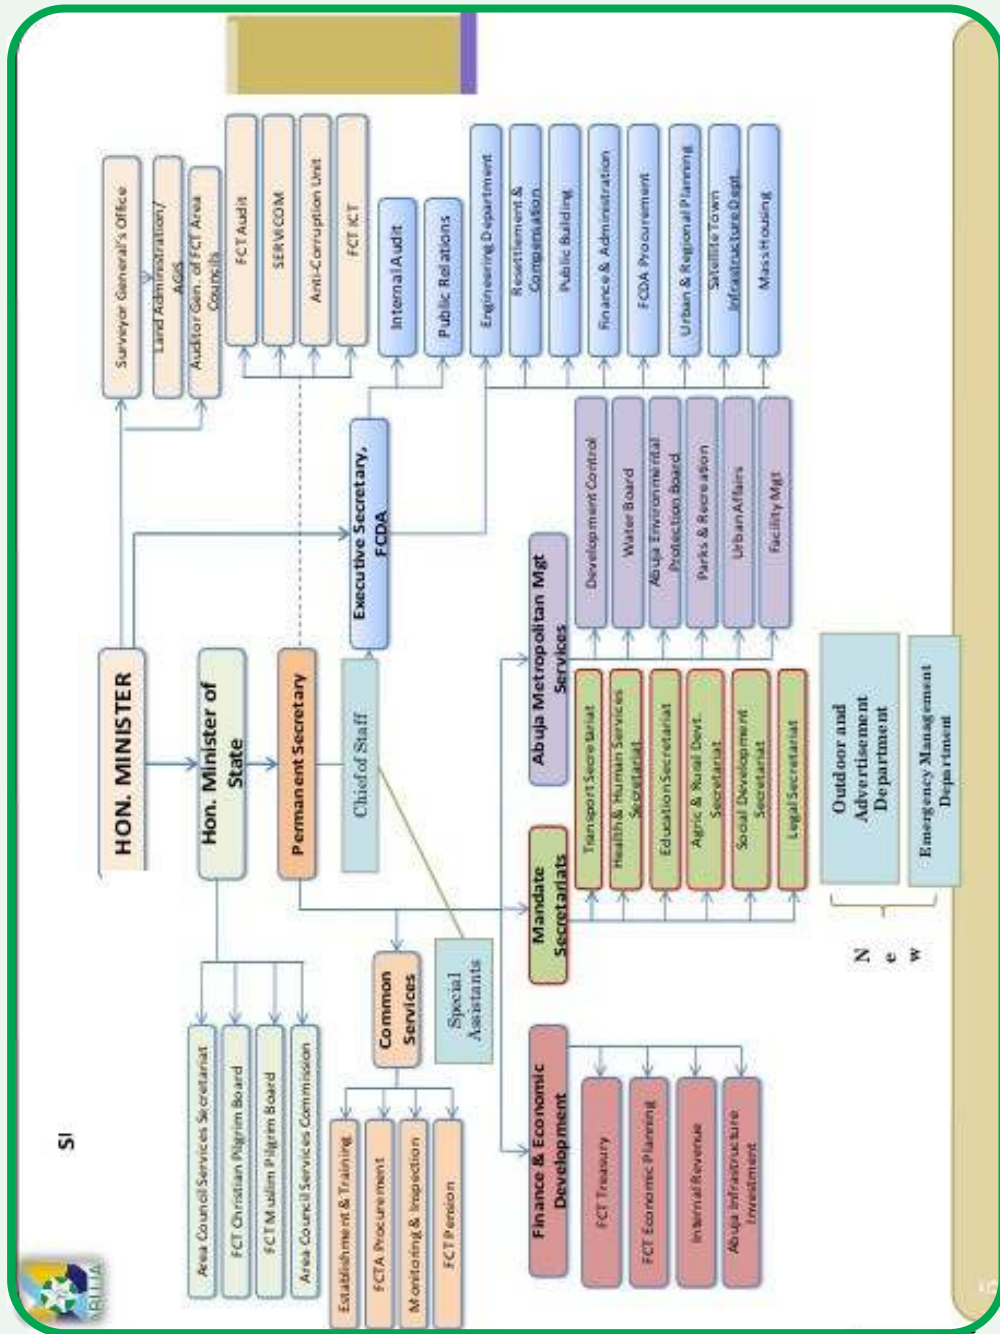 SI
ABUJA
HON. MINISTER
Hon. Minister of
State
Permanent Secretary
Chief of Staff
Special
Assistants
Surveyor General's Office
Land Administration/
AGIS
Auditor Gen. of FCT Area
Councils
FCT Audit
SERVICOM
Anti-Corruption Unit
FCT ICT
Executive Secretary,
FCDA
Internal Audit
Public Relations
Engineering Department
Resettlement &
Compensation
Public Building
Finance & Administration
FCDA Procurement
Urban & Regional Planning
Satellite Town
Infrastructure Dept
Mass Housing
Area Council Services Secretariat
FCT Christian Pilgrim Board
FCT Muslim Pilgrim Board
Area Council Services Commission
Common
Services
Establishment & Training
FCTA Procurement
Monitoring & Inspection
FCT Pension
Finance & Economic
Development
FCT Treasury
FCT Economic Planning
Internal Revenue
Abuja Infrastructure
Investment
Mandate
Secretariats
Transport Secretariat
Health & Human Services
Secretariat
Education Secretariat
Agric & Rural Devt.
Secretariat
Social Development
Secretariat
Legal Secretariat
Abuja Metropolitan Mgt
Services
Development Control
Water Board
Abuja Environmental
Protection Board
Parks & Recreation
Urban Affairs
Facility Mgt
N
e
w
Outdoor and
Advertisement
Department
Emergency Management
Department